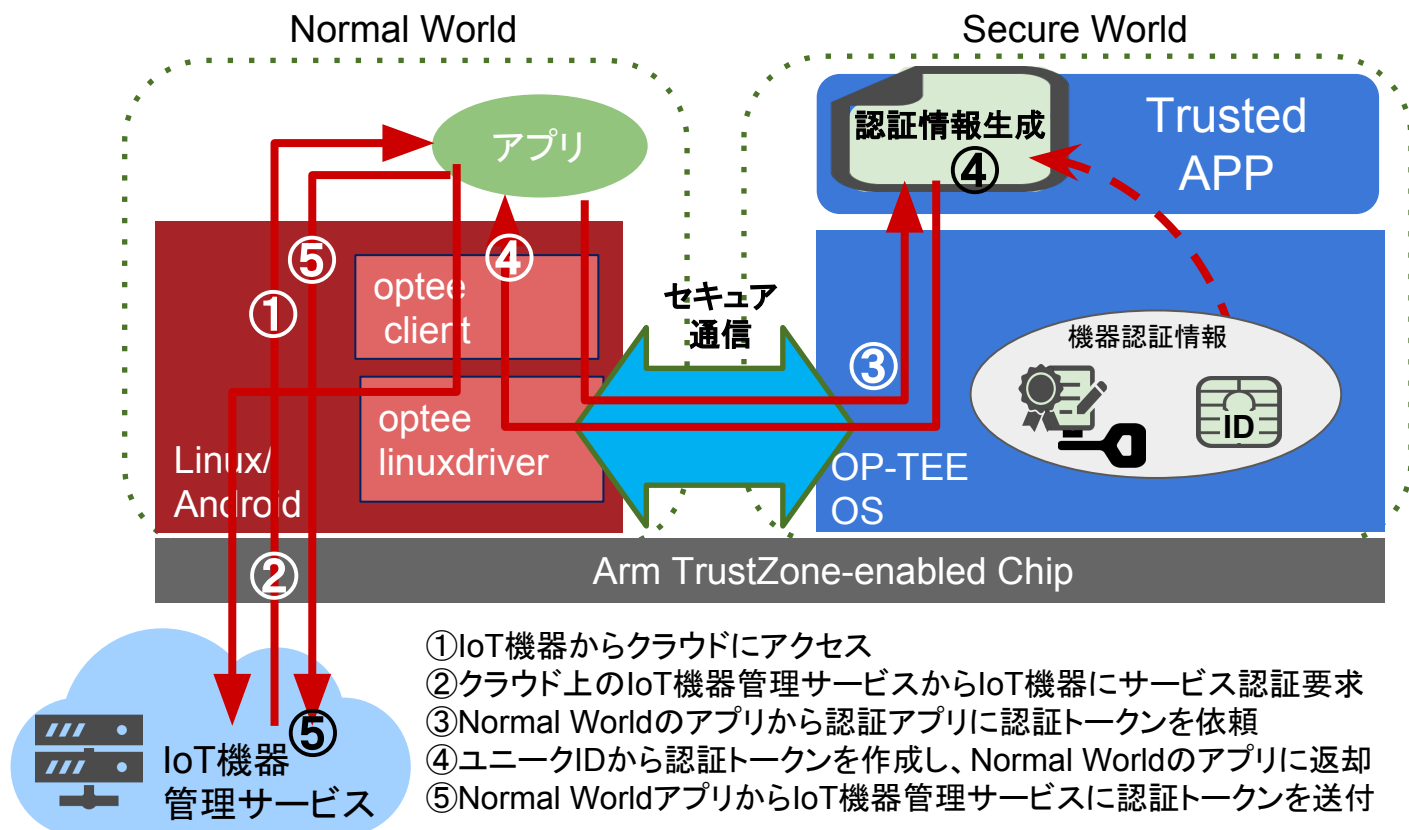 Normal World
Secure World
アプリ
認証情報生成
④
Trusted
APP
⑤
④
①
optee
client
セキュア
通信
③
機器認証情報
ID
optee
linuxdriver
Linux/
Android
OP-TEE
OS
②
Arm TrustZone-enabled Chip
⑤
IoT機器
管理サービス
①IoT機器からクラウドにアクセス
②クラウド上のIoT機器管理サービスからIoT機器にサービス認証要求
③Normal Worldのアプリから認証アプリに認証トークンを依頼
④ユニークIDから認証トークンを作成し、Normal Worldのアプリに返却
⑤Normal WorldアプリからIoT機器管理サービスに認証トークンを送付